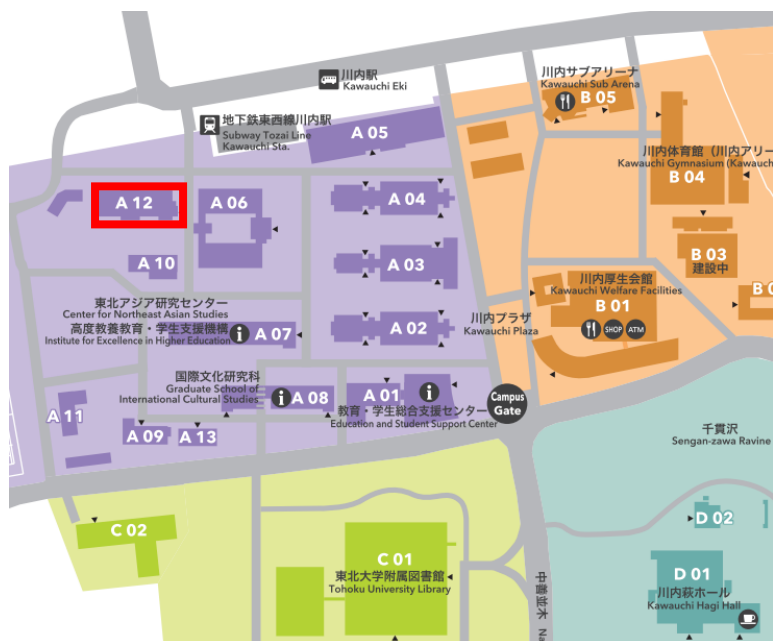 川内駅
Kawauchi Eki
地下鉄東西線川内駅
Subway Tozai Line
Kawauchi Sta.
A 05
川内サブアリーナ
Kawauchi Sub Arena
B 05
川内体育館（川内アリー
Kawauchi Gymnasium (Kawauc
B 04
A 12
A 06
A 04
A 10
A 03
B 03
建設中
東北アジア研究センター
Center for Northeast Asian Studies
高度教養教育・学生支援機構
Institute for Excellence in Higher Education
A 07
A 02
川内プラザ
Kawauchi Plaza
川内厚生会館
Kawauchi Welfare Facilities
B 01
SHOP
ATM
B 0
国際文化研究科
Graduate School of
International Cultural Studies
A 08
A 01
教育・学生総合支援センター
Education and Student Support Center
Campus
Gate
A 11
A 09
A 13
千貫沢
Sengan-zawa Ravine
C 02
C 01
東北大学附属図書館
Tohoku University Library
中善並木
Na
D 02
D 01
川内萩ホール
Kawauchi Hagi Hall